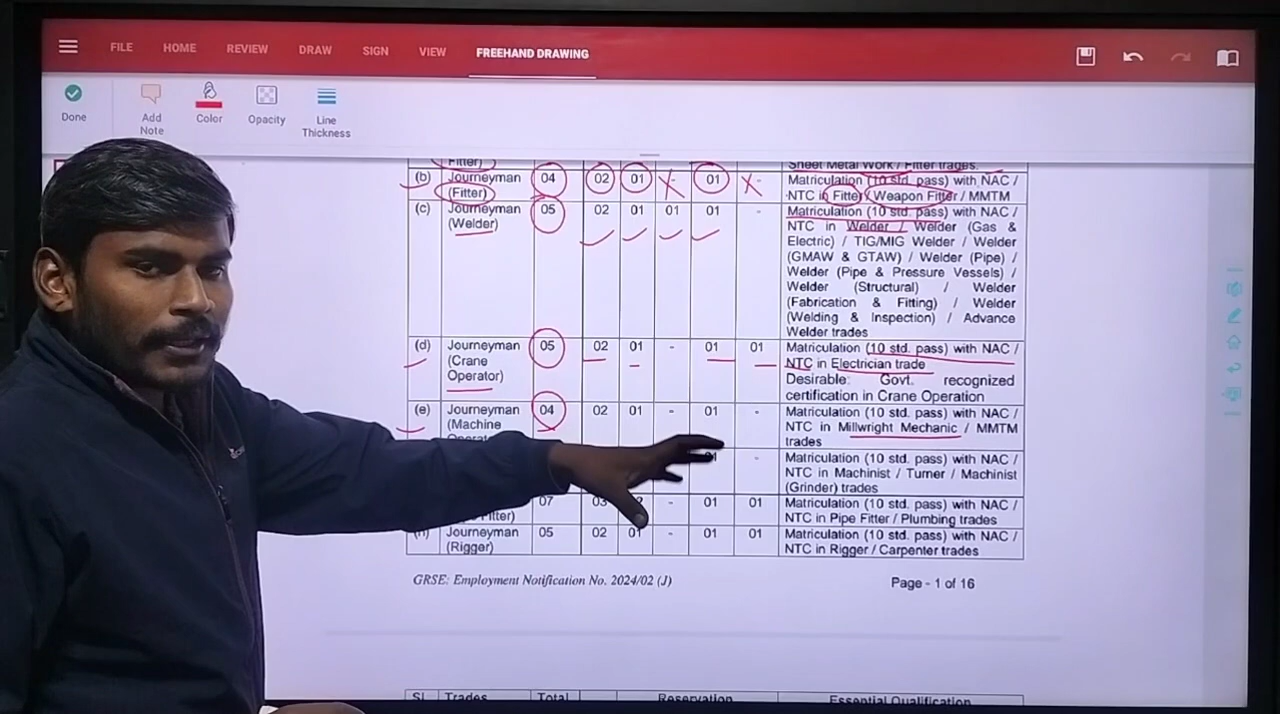 FILE HOME REVIEW DRAW SIGN VIEW FREEHAND DRAWING
Done Add Note Color Opacity Line Thickness
Fitter) Sheet Metal Work / Fitter trades.
(b) Journeyman (Fitter) 04 02 01 - 01 - Matriculation (10 std. pass) with NAC /
NTC in Fitter / Weapon Fitter / MMTM
(c) Journeyman (Welder) 05 02 01 01 01 - Matriculation (10 std. pass) with NAC /
NTC in Welder / Welder (Gas &
Electric) / TIG/MIG Welder / Welder
(GMAW & GTAW) / Welder (Pipe) /
Welder (Pipe & Pressure Vessels) /
Welder (Structural) / Welder
(Fabrication & Fitting) / Welder
(Welding & Inspection) / Advance
Welder trades
(d) Journeyman (Crane Operator) 05 02 01 - 01 01 Matriculation (10 std. pass) with NAC /
NTC in Electrician trade
Desirable: Govt. recognized
certification in Crane Operation
(e) Journeyman (Machine 04 02 01 - 01 - Matriculation (10 std. pass) with NAC /
NTC in Millwright Mechanic / MMTM
trades
01 - Matriculation (10 std. pass) with NAC /
NTC in Machinist / Turner / Machinist
(Grinder) trades
Fitter) 07 03 - 01 01 Matriculation (10 std. pass) with NAC /
NTC in Pipe Fitter / Plumbing trades
(h) Journeyman (Rigger) 05 02 01 - 01 01 Matriculation (10 std. pass) with NAC /
NTC in Rigger / Carpenter trades
GRSE: Employment Notification No. 2024/02 (J) Page - 1 of 16
Sl. Trades Total Reservation Essential Qualification